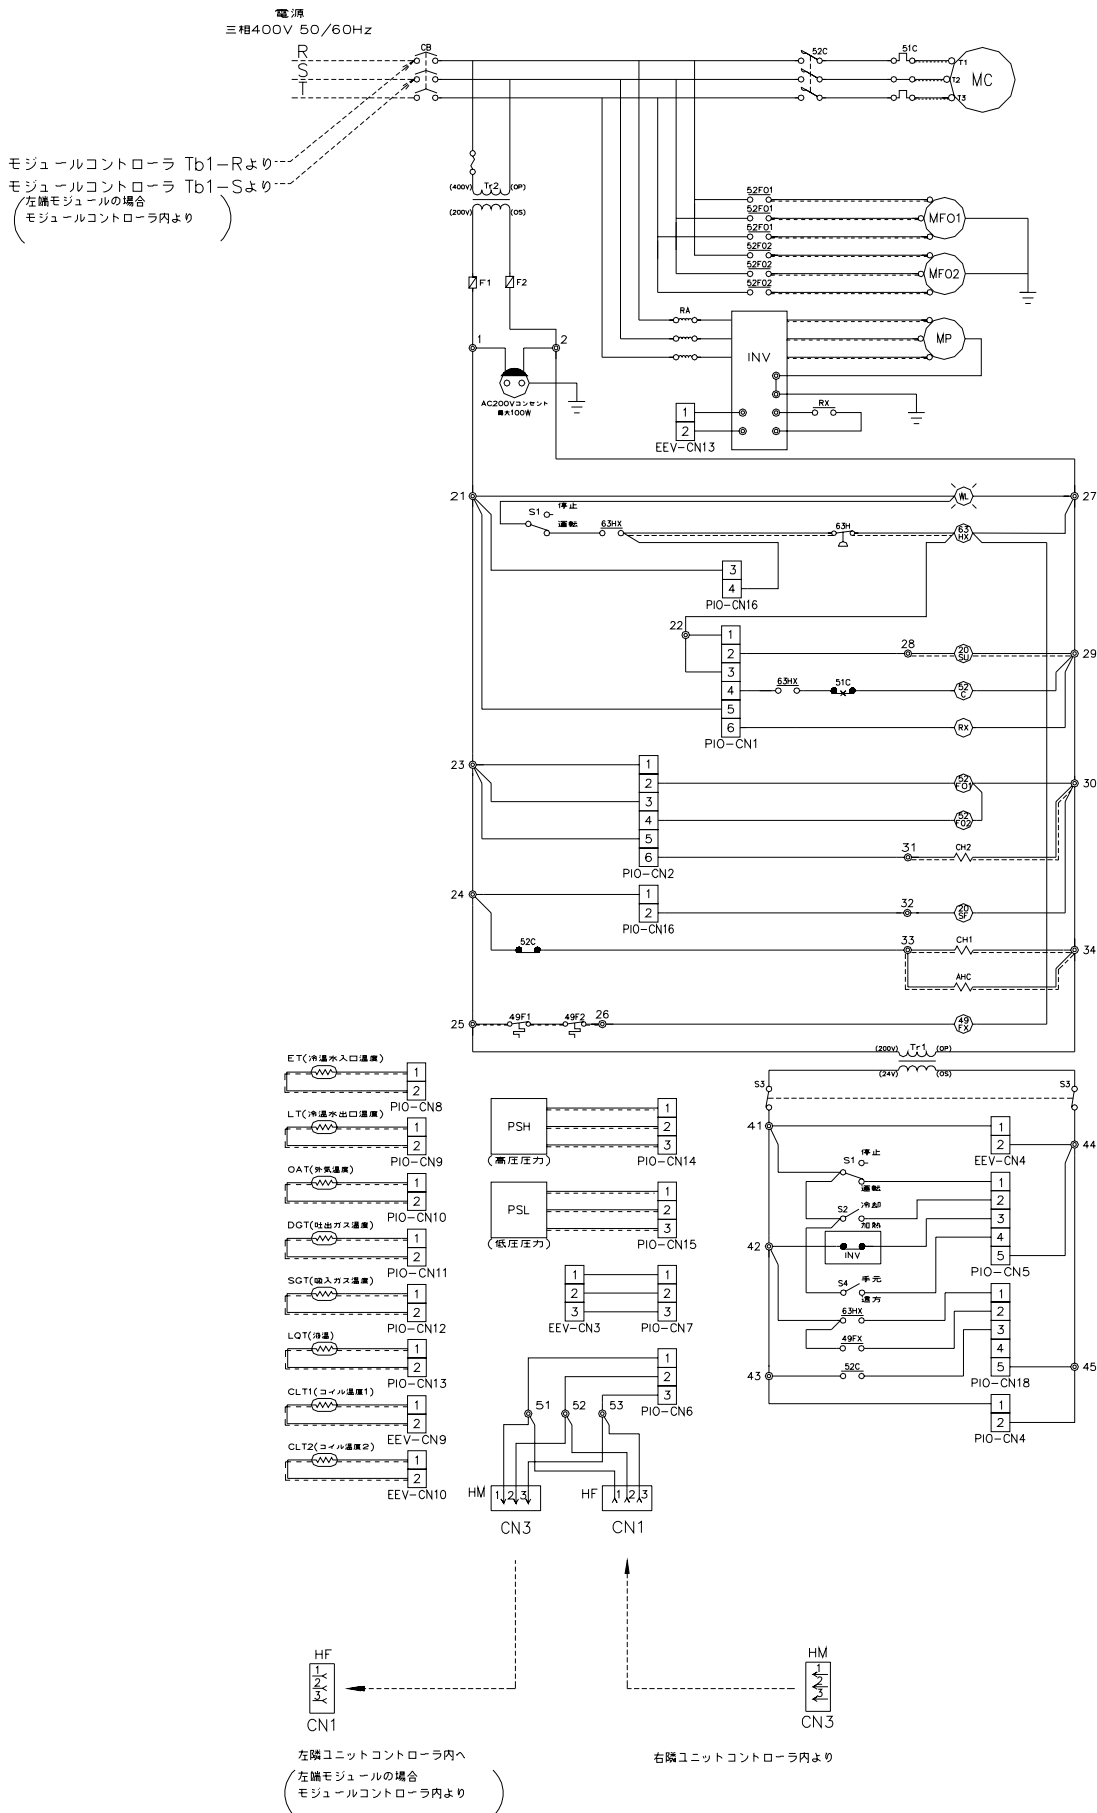 電源
三相400V 50/60Hz
R
S
T
CB
52C
51C
T1
T2
T3
MC
モジュールコントローラ Tb1-Rより
モジュールコントローラ Tb1-Sより
左端モジュールの場合
モジュールコントローラ内より
(400V) Tr2 (0P)
(200V) (0S)
52F01
52F01
52F01
MF01
52F02
52F02
52F02
MF02
F1
F2
RA
INV
MP
1
2
AC200Vコンセント
最大100W
RX
1
2
EEV-CN13
21
WL
27
S1
停止
運転
63HX
63H
63
HX
3
4
PIO-CN16
22
1
2
3
4
5
6
PIO-CN1
28
20
SU
29
63HX
51C
52
C
RX
23
1
2
3
4
5
6
PIO-CN2
52
F01
30
52
F02
31
CH2
24
1
2
PIO-CN16
32
20
SF
52C
33
CH1
34
AHC
25
49F1
49F2
26
49
FX
(200V) Tr1 (0P)
(24V) (0S)
S3
S3
ET(冷温水入口温度)
1
2
PIO-CN8
LT(冷温水出口温度)
1
2
PIO-CN9
OAT(外気温度)
1
2
PIO-CN10
DGT(吐出ガス温度)
1
2
PIO-CN11
SGT(吸入ガス温度)
1
2
PIO-CN12
LQT(液温)
1
2
PIO-CN13
CLT1(コイル温度1)
1
2
EEV-CN9
CLT2(コイル温度2)
1
2
EEV-CN10
PSH
(高圧圧力)
1
2
3
PIO-CN14
PSL
(低圧圧力)
1
2
3
PIO-CN15
1
2
3
EEV-CN3
1
2
3
PIO-CN7
1
2
3
PIO-CN6
51
52
53
HM
1 2 3
CN3
HF
1 2 3
CN1
41
1
2
EEV-CN4
44
S1
停止
運転
S2
冷却
加熱
1
2
3
4
5
PIO-CN5
42
INV
S4
手元
遠方
63HX
49FX
1
2
3
4
5
PIO-CN18
43
52C
45
1
2
PIO-CN4
HF
1
2
3
CN1
HM
1
2
3
CN3
左隣ユニットコントローラ内へ
左端モジュールの場合
モジュールコントローラ内より
右隣ユニットコントローラ内より